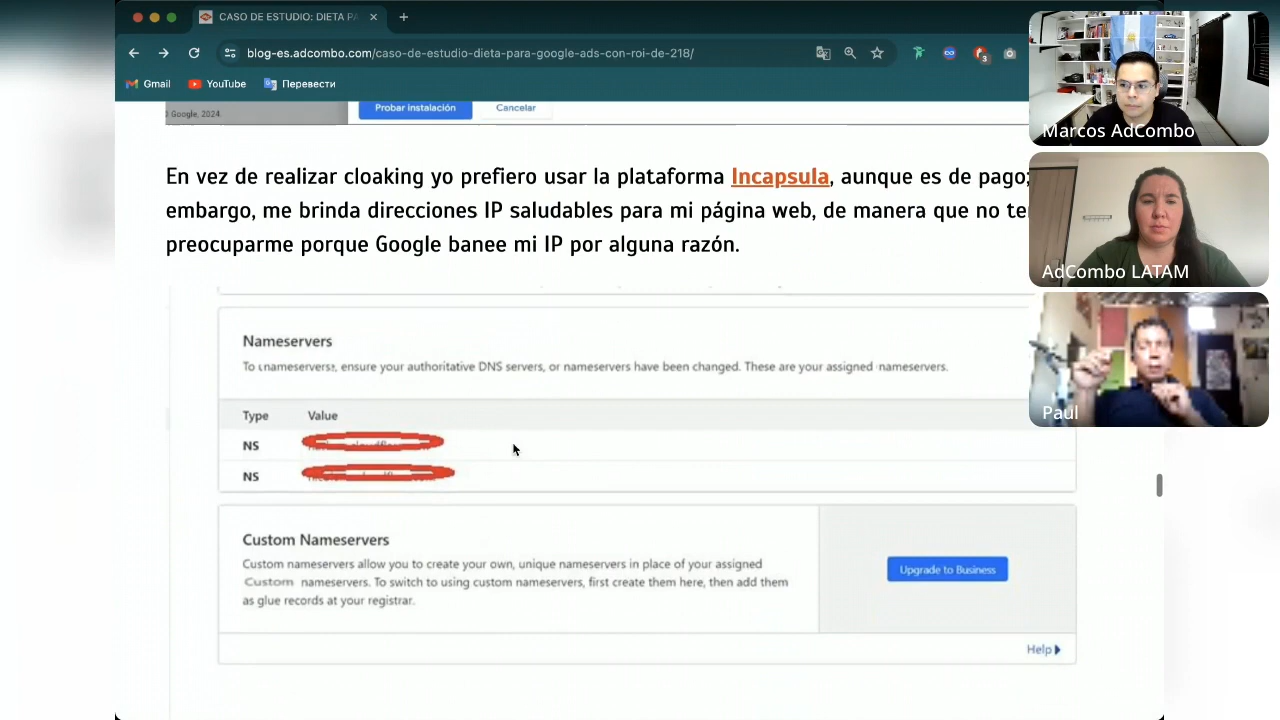 CASO DE ESTUDIO: DIETA PA
blog-es.adcombo.com/caso-de-estudio-dieta-para-google-ads-con-roi-de-218/
3
Gmail
YouTube
Перевести
Google, 2024.
Probar instalación
Cancelar
En vez de realizar cloaking yo prefiero usar la plataforma Incapsula, aunque es de pago;
embargo, me brinda direcciones IP saludables para mi página web, de manera que no te
preocuparme porque Google banee mi IP por alguna razón.
Nameservers
To nameservers, ensure your authoritative DNS servers, or nameservers have been changed. These are your assigned nameservers.
Type Value
NS
NS
Custom Nameservers
Custom nameservers allow you to create your own, unique nameservers in place of your assigned
Custom nameservers. To switch to using custom nameservers, first create them here, then add them
as glue records at your registrar.
Upgrade to Business
Help
Marcos AdCombo
AdCombo LATAM
Paul